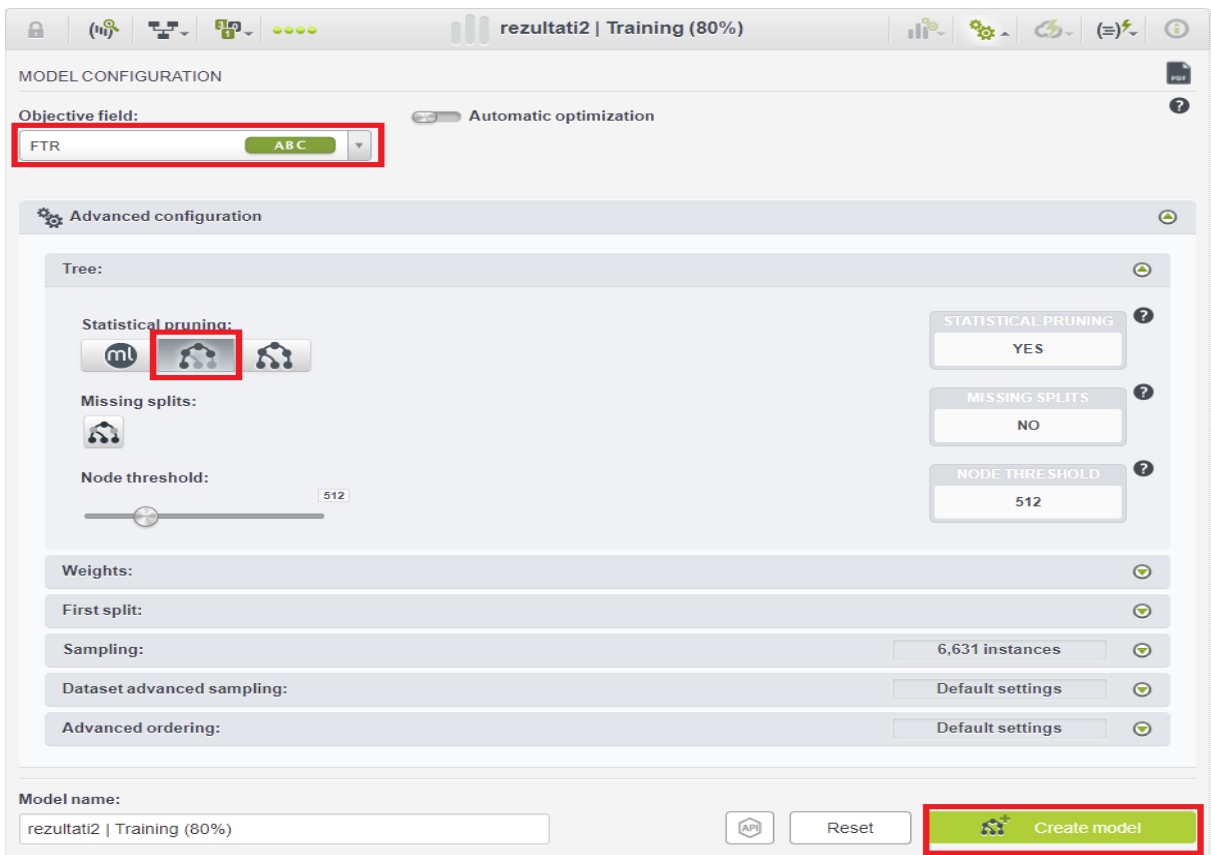 rezultati2 | Training (80%)
MODEL CONFIGURATION
PDF
Objective field:
Automatic optimization
FTR
ABC
Advanced configuration
Tree:
Statistical pruning:
STATISTICAL PRUNING
ml
YES
Missing splits:
MISSING SPLITS
NO
Node threshold:
512
NODE THRESHOLD
512
Weights:
First split:
Sampling:
6,631 instances
Dataset advanced sampling:
Default settings
Advanced ordering:
Default settings
Model name:
rezultati2 | Training (80%)
API
Reset
Create model